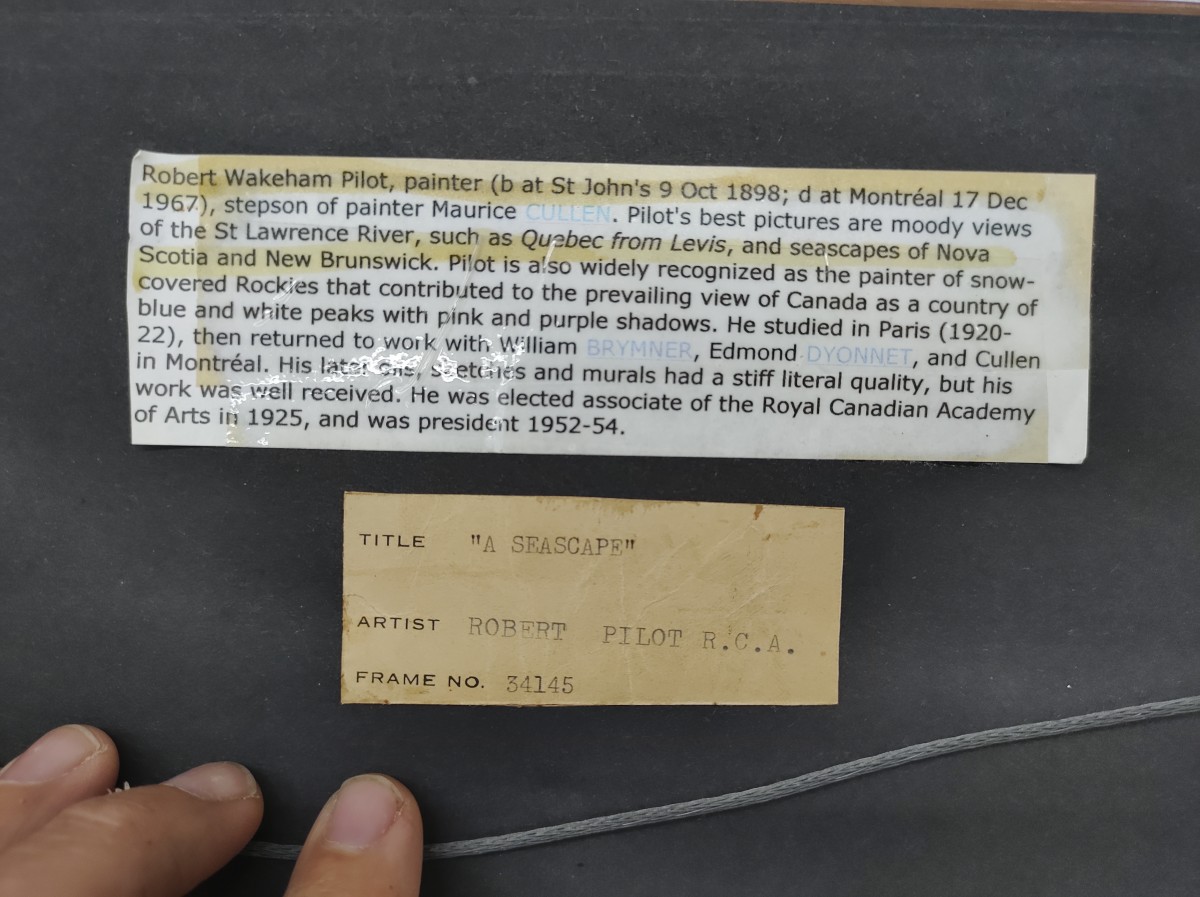 Robert Wakeham Pilot, painter (b at St John's 9 Oct 1898; d at Montréal 17 Dec
1967), stepson of painter Maurice CULLEN. Pilot's best pictures are moody views
of the St Lawrence River, such as Quebec from Levis, and seascapes of Nova
Scotia and New Brunswick. Pilot is also widely recognized as the painter of snow-
covered Rockies that contributed to the prevailing view of Canada as a country of
blue and white peaks with pink and purple shadows. He studied in Paris (1920-
22), then returned to work with William BRYMNER, Edmond DYONNET, and Cullen
in Montréal. His later oils, sketches and murals had a stiff literal quality, but his
work was well received. He was elected associate of the Royal Canadian Academy
of Arts in 1925, and was president 1952-54.
TITLE "A SEASCAPE"
ARTIST ROBERT PILOT R.C.A.
FRAME NO. 34145